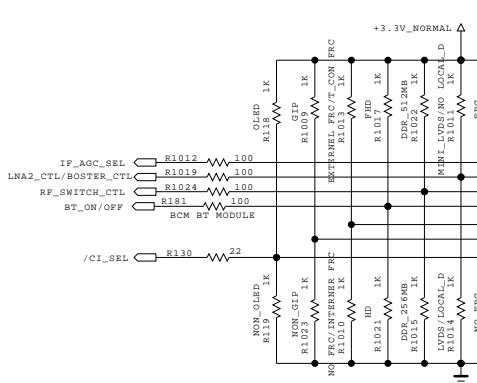 +3.3V_NORMAL
OLED
R118
1K
GIP
R1009
1K
EXTERNEL FRC/T_CON FRC
R1013
1K
FHD
R1017
1K
DDR_512MB
R1022
1K
MINI_LVDS/NO LOCAL_D
R1011
1K
IF_AGC_SEL R1012 100
LNA2_CTL/BOSTER_CTL R1019 100
RF_SWITCH_CTL R1024 100
BT_ON/OFF R181 100
BCM BT MODULE
/CI_SEL R130 22
NON_OLED
R119
1K
NON_GIP
R1023
1K
NO FRC/INTERNER FRC
R1010
1K
HD
R1021
1K
DDR_256MB
R1015
1K
LVDS/LOCAL_D
R1014
1K